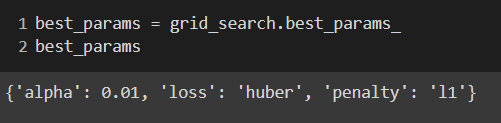 1 best_params = grid_search.best_params_
2 best_params
{'alpha': 0.01, 'loss': 'huber', 'penalty': 'l1'}